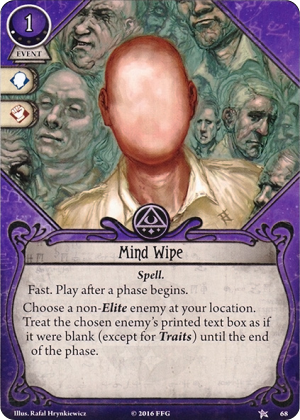 1
EVENT
Mind Wipe
Spell.
Fast. Play after a phase begins.
Choose a non-Elite enemy at your location.
Treat the chosen enemy's printed text box as if
it were blank (except for Traits) until the end
of the phase.
Illus. Rafał Hrynkiewicz
© 2016 FFG
68